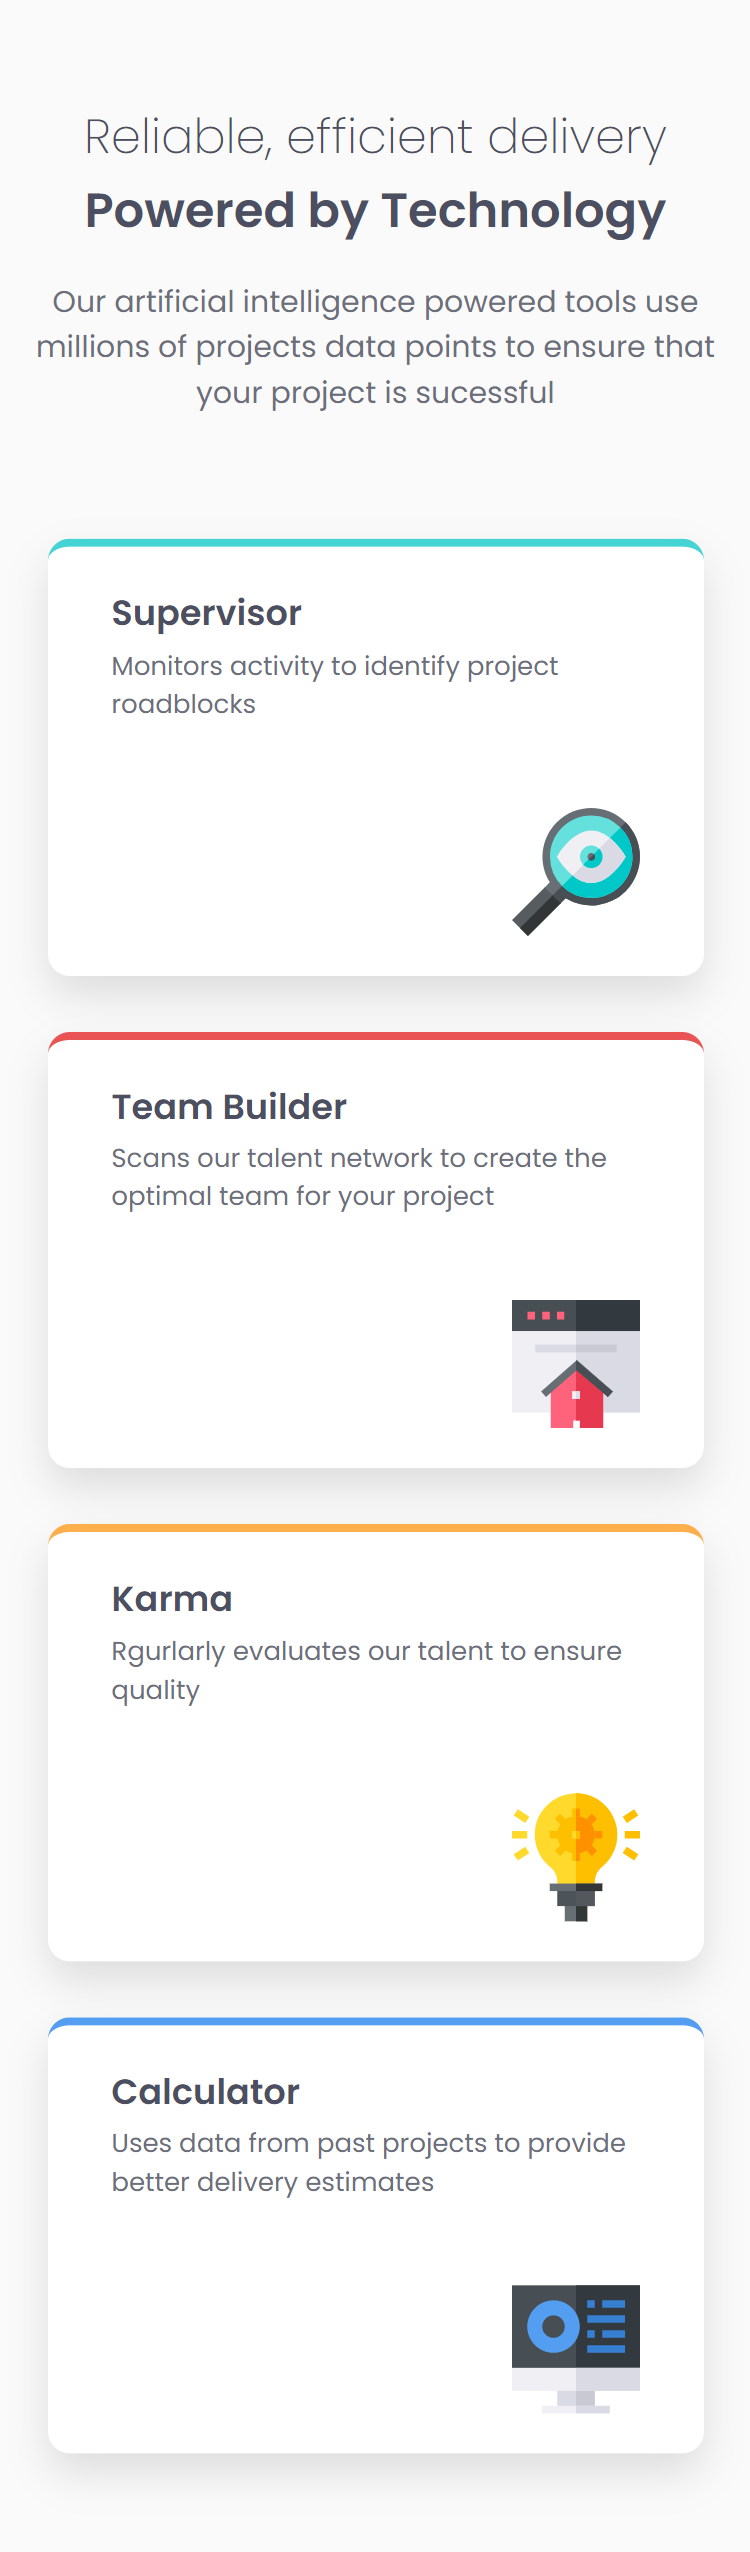 Reliable, efficient delivery
Powered by Technology
Our artificial intelligence powered tools use
millions of projects data points to ensure that
your project is sucessful
Supervisor
Monitors activity to identify project
roadblocks
Team Builder
Scans our talent network to create the
optimal team for your project
Karma
Rgurlarly evaluates our talent to ensure
quality
Calculator
Uses data from past projects to provide
better delivery estimates